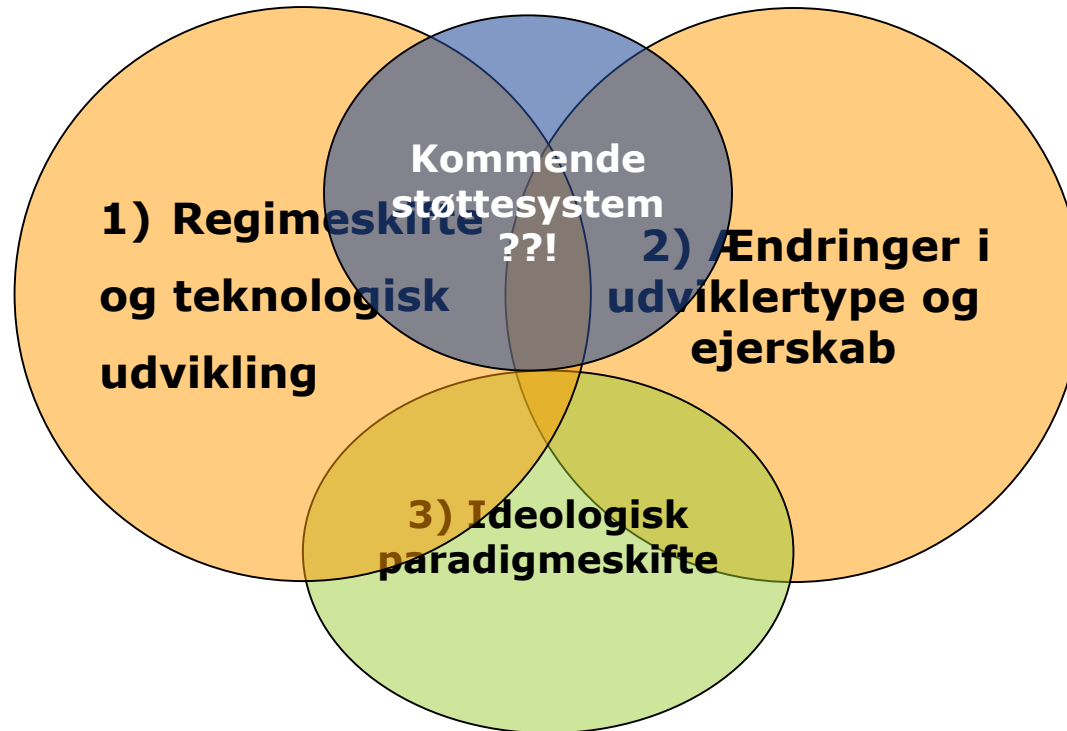 Kommende
støttesystem
??!
1) Regimeskifte
og teknologisk
udvikling
2) Ændringer i
udviklertype og
ejerskab
3) Ideologisk
paradigmeskifte